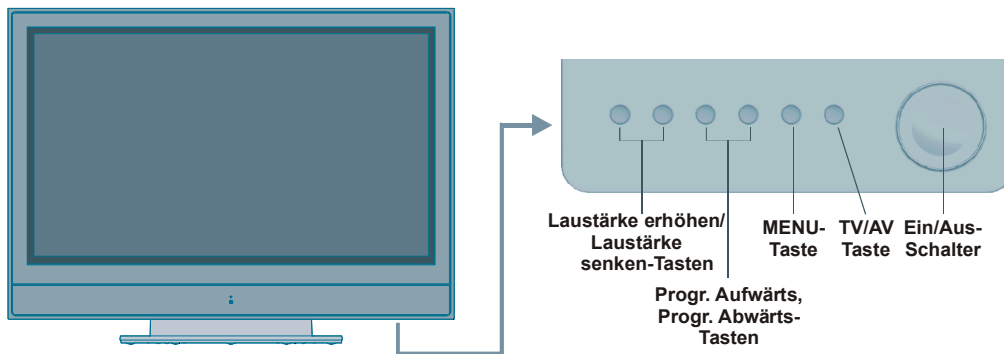 Laustärke erhöhen/
Laustärke
senken-Tasten
Progr. Aufwärts,
Progr. Abwärts-
Tasten
MENU-
Taste
TV/AV
Taste
Ein/Aus-
Schalter